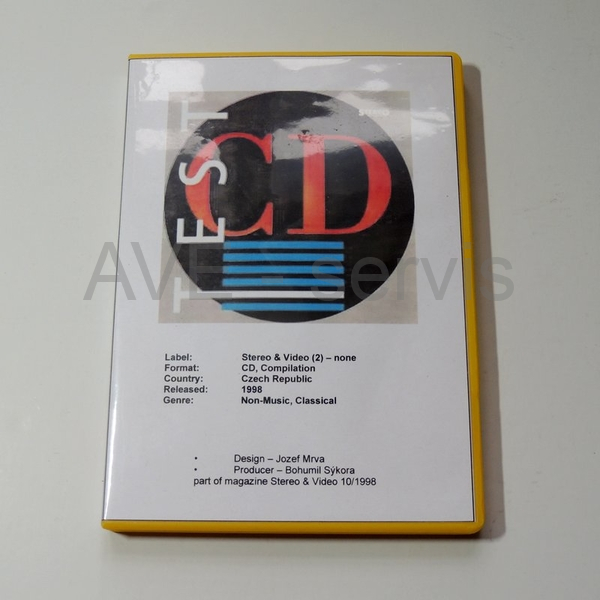 TEST
CD
AVE servis
Label: Stereo & Video (2) – none
Format: CD, Compilation
Country: Czech Republic
Released: 1998
Genre: Non-Music, Classical
• Design – Jozef Mrva
• Producer – Bohumil Sýkora
part of magazine Stereo & Video 10/1998